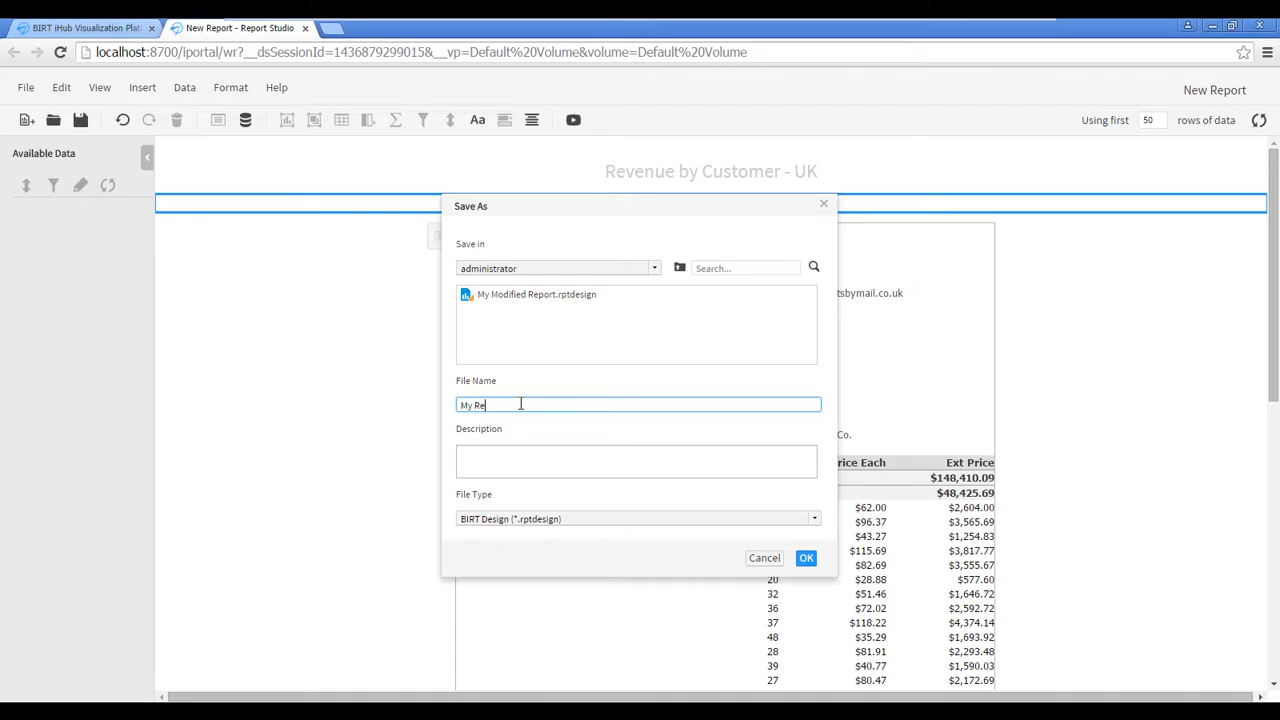 BIRT iHub Visualization Platf
New Report - Report Studio
localhost:8700/iportal/wr?__dsSessionId=1436879299015&__vp=Default%20Volume&volume=Default%20Volume
File Edit View Insert Data Format Help
New Report
Aa
Using first 50 rows of data
Available Data
Revenue by Customer - UK
Save As
Save in
administrator
Search...
My Modified Report.rptdesign
tsbymail.co.uk
File Name
My Re
Description
Co.
File Type
BIRT Design (*.rptdesign)
Cancel OK
rice Each Ext Price
$148,410.09
$48,425.69
$62.00 $2,604.00
$96.37 $3,565.69
$43.27 $1,254.83
$115.69 $3,817.77
$82.69 $3,555.67
20 $28.88 $577.60
32 $51.46 $1,646.72
36 $72.02 $2,592.72
37 $118.22 $4,374.14
48 $35.29 $1,693.92
28 $81.91 $2,293.48
39 $40.77 $1,590.03
27 $80.47 $2,172.69